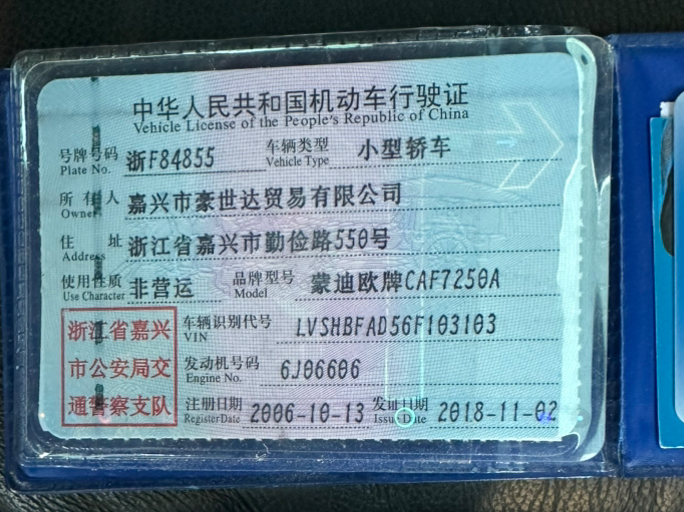 中华人民共和国机动车行驶证
Vehicle License of the People's Republic of China
号牌号码 浙F84855 车辆类型 小型轿车
Plate No. Vehicle Type
所有人 嘉兴市豪世达贸易有限公司
Owner
住址 浙江省嘉兴市勤俭路550号
Address
使用性质 非营运 品牌型号 蒙迪欧牌CAF7250A
Use Character Model
浙江省嘉兴
市公安局交
通警察支队
车辆识别代号 LVSHBFAD56F103103
VIN
发动机号码 6J06606
Engine No.
注册日期 2006-10-13 发证日期 2018-11-02
Register Date Issue Date